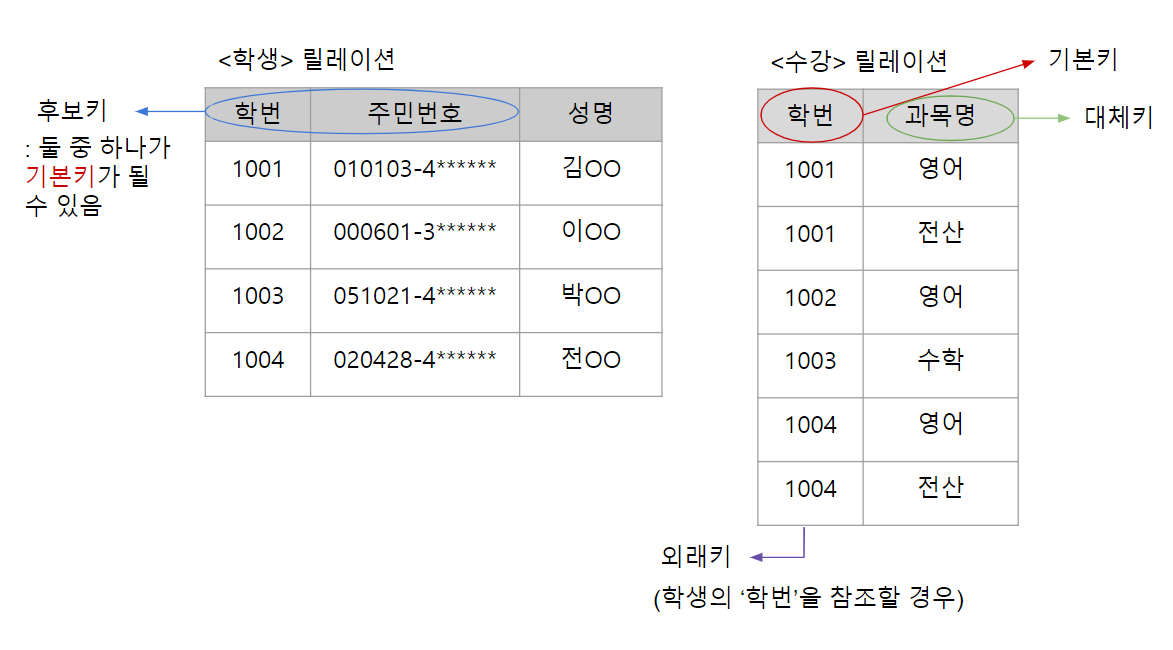 <학생> 릴레이션
후보키
: 둘 중 하나가
기본키가 될
수 있음
학번 주민번호 성명
1001 010103-4****** 김OO
1002 000601-3****** 이OO
1003 051021-4****** 박OO
1004 020428-4****** 전OO
<수강> 릴레이션
기본키
대체키
학번 과목명
1001 영어
1001 전산
1002 영어
1003 수학
1004 영어
1004 전산
외래키
(학생의 ‘학번’을 참조할 경우)